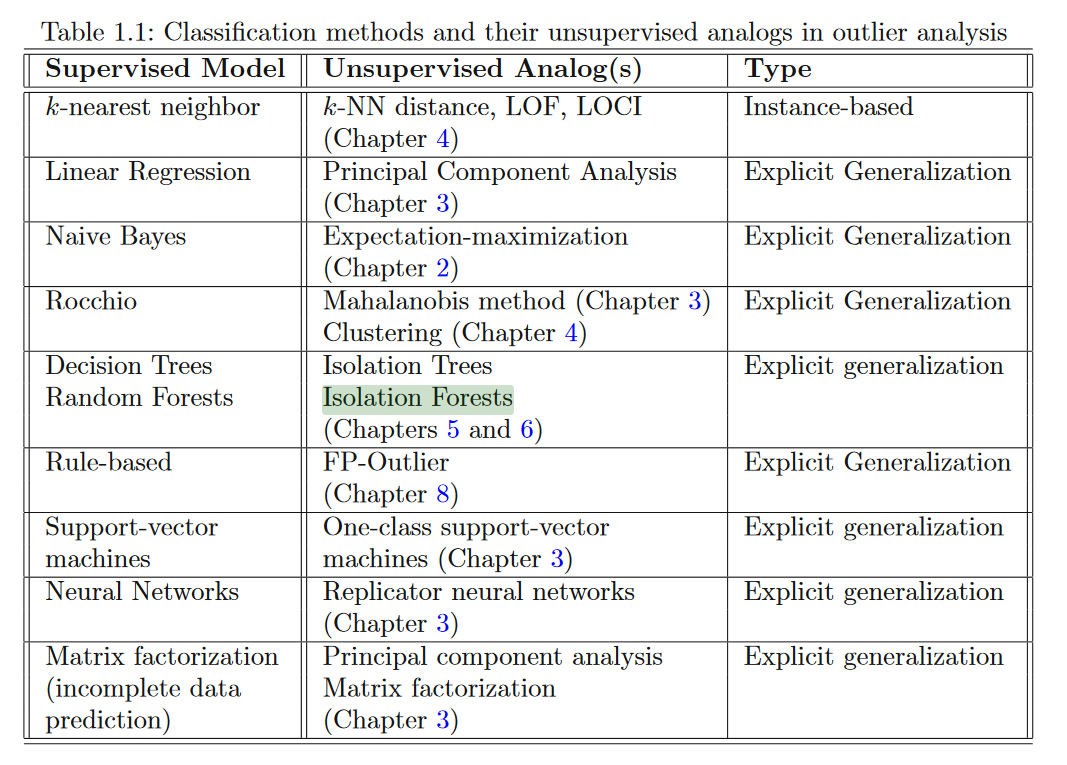 Table 1.1: Classification methods and their unsupervised analogs in outlier analysis
Supervised Model Unsupervised Analog(s) Type
k-nearest neighbor k-NN distance, LOF, LOCI Instance-based
(Chapter 4)
Linear Regression Principal Component Analysis Explicit Generalization
(Chapter 3)
Naive Bayes Expectation-maximization Explicit Generalization
(Chapter 2)
Rocchio Mahalanobis method (Chapter 3) Explicit Generalization
Clustering (Chapter 4)
Decision Trees Isolation Trees Explicit generalization
Random Forests Isolation Forests
(Chapters 5 and 6)
Rule-based FP-Outlier Explicit Generalization
(Chapter 8)
Support-vector One-class support-vector Explicit generalization
machines machines (Chapter 3)
Neural Networks Replicator neural networks Explicit generalization
(Chapter 3)
Matrix factorization Principal component analysis Explicit generalization
(incomplete data Matrix factorization
prediction) (Chapter 3)